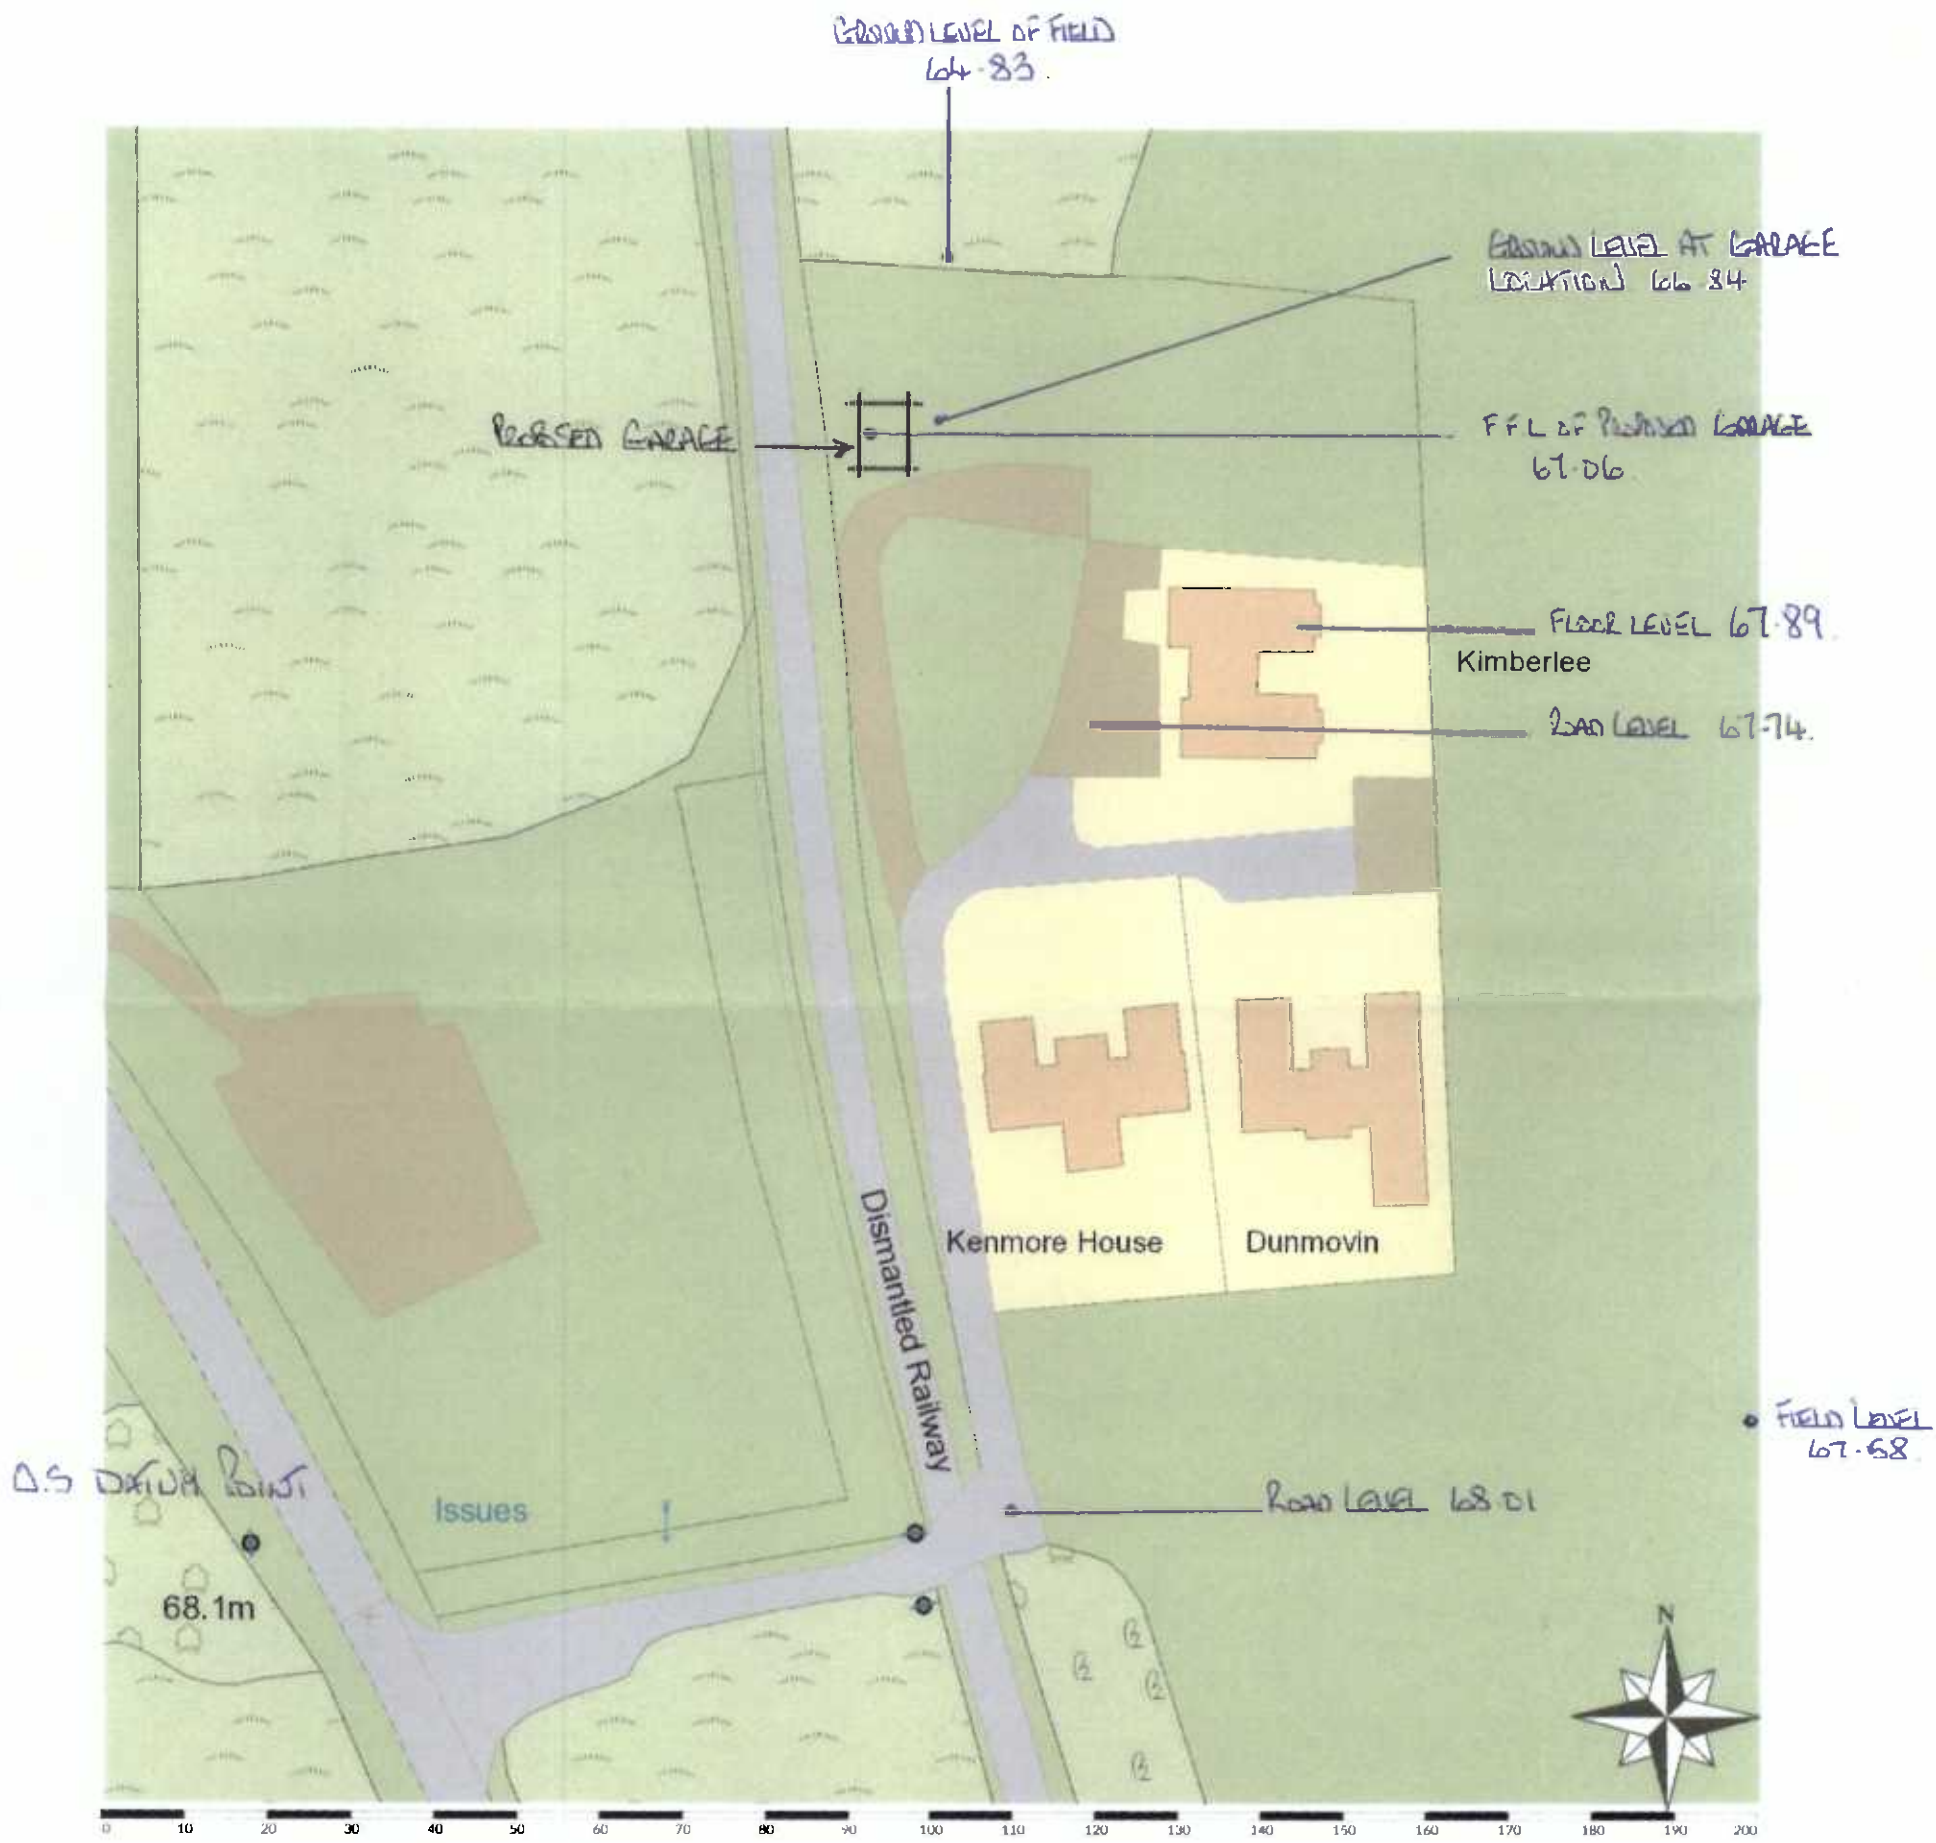 GROUND LEVEL OF FIELD
64.83.
GROUND LEVEL AT GARAGE
LOCATION 66.84
PROPOSED GARAGE
F F L OF PROPOSED GARAGE
67.06
FLOOR LEVEL 67.89.
Kimberlee
ROAD LEVEL 67.74.
Dismantled Railway
Kenmore House
Dunmovin
FIELD LEVEL
67.58
O.S DATUM POINT
Issues
ROAD LEVEL 68.01
68.1m
N
0 10 20 30 40 50 60 70 80 90 100 110 120 130 140 150 160 170 180 190 200